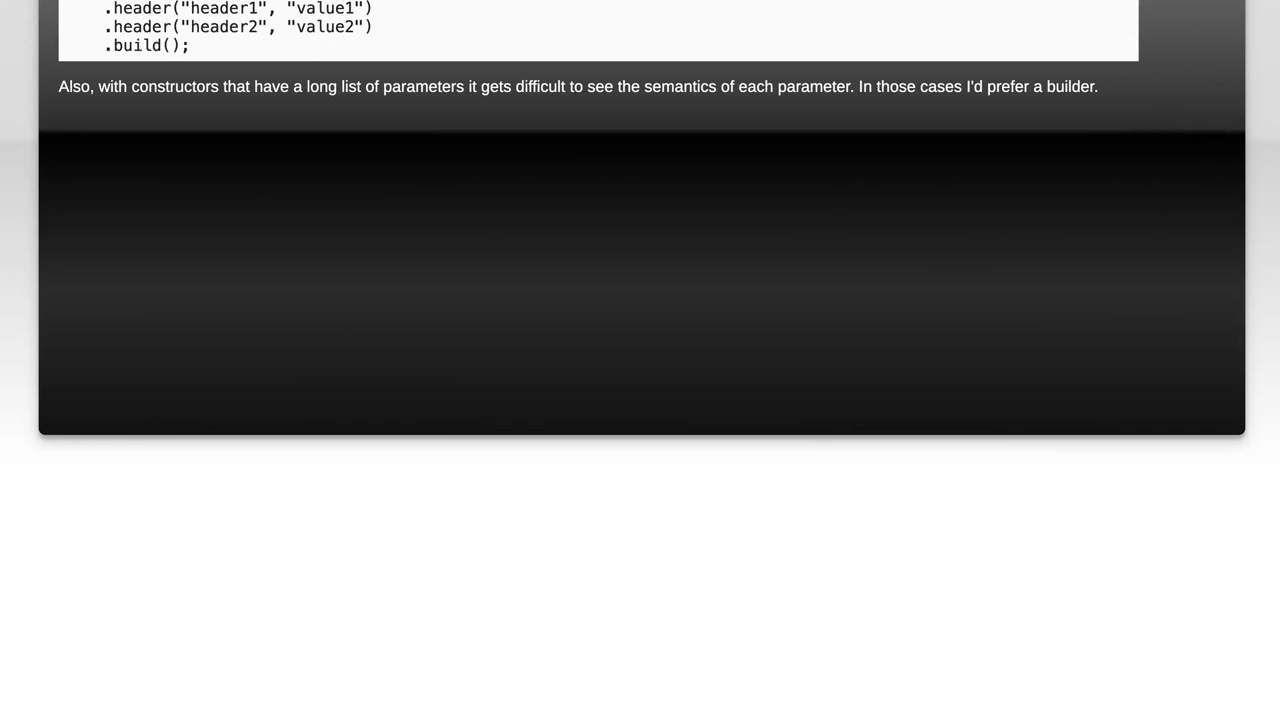 .header("header1", "value1")
.header("header2", "value2")
.build();
Also, with constructors that have a long list of parameters it gets difficult to see the semantics of each parameter. In those cases I'd prefer a builder.